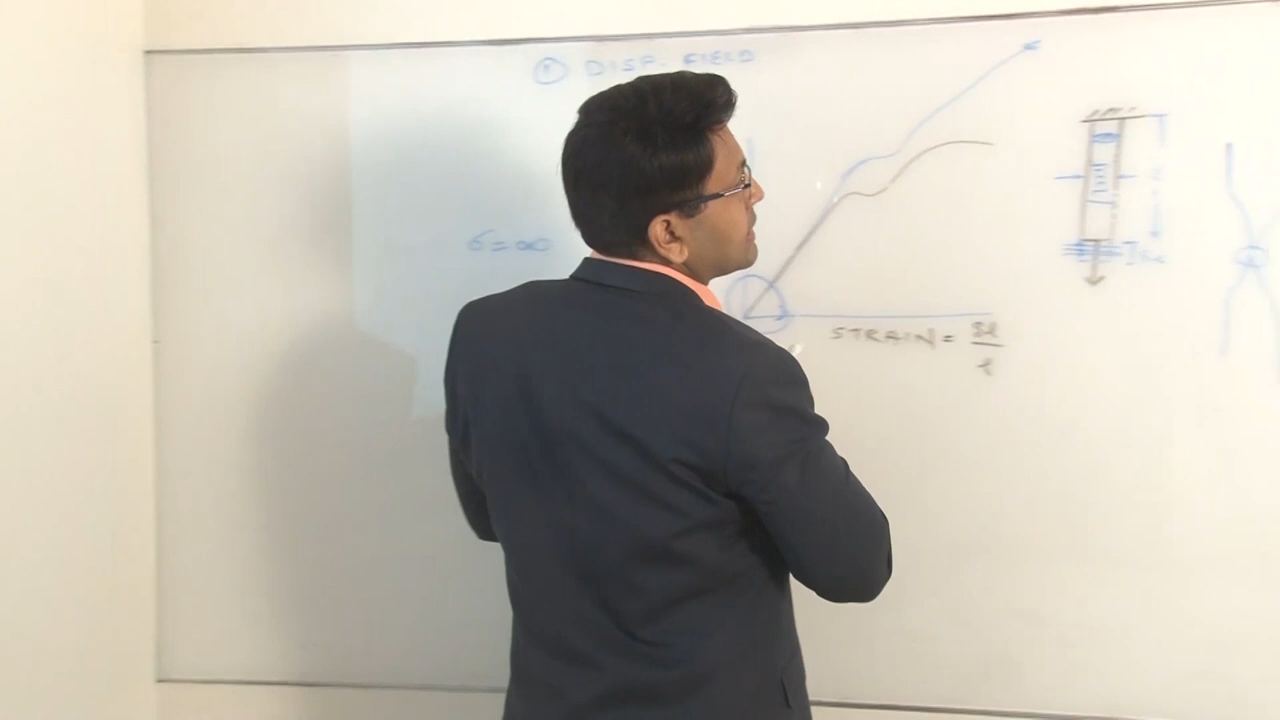 ① DISP. FIELD
σ = ∞
STRAIN = δl
l